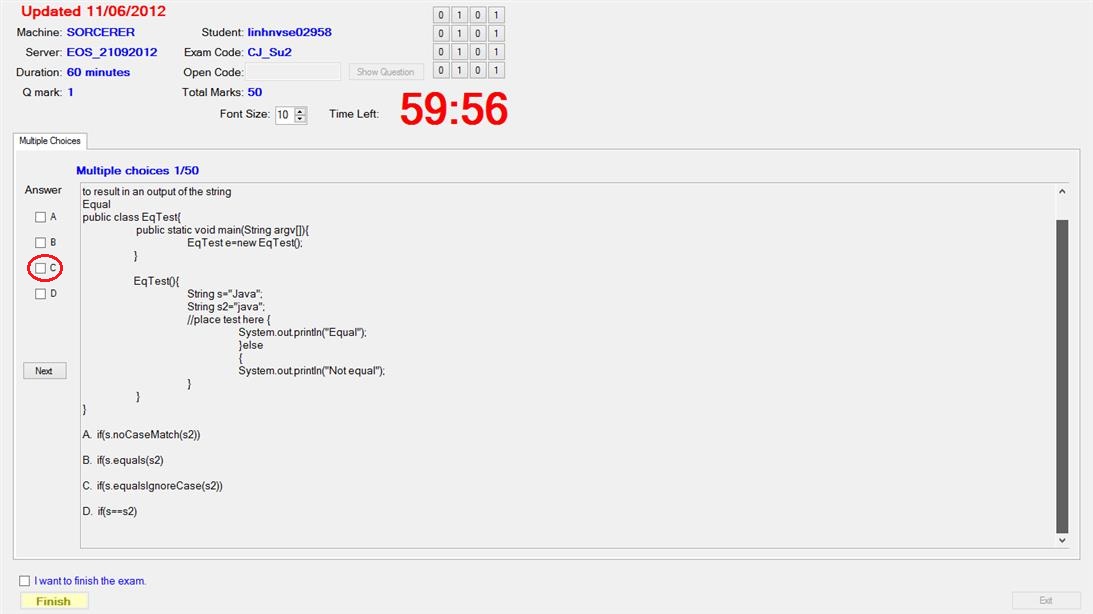 Updated 11/06/2012
Machine: SORCERER Student: linhnvse02958
Server: EOS_21092012 Exam Code: CJ_Su2
Duration: 60 minutes Open Code: Show Question
Q mark: 1 Total Marks: 50
0 1 0 1
0 1 0 1
0 1 0 1
0 1 0 1
Font Size: 10 Time Left: 59:56
Multiple Choices
Multiple choices 1/50
Answer
A
B
C
D
Next
to result in an output of the string
Equal
public class EqTest{
public static void main(String argv[]){
EqTest e=new EqTest();
}
EqTest(){
String s="Java";
String s2="java";
//place test here {
System.out.println("Equal");
}else
{
System.out.println("Not equal");
}
}
}
A. if(s.noCaseMatch(s2))
B. if(s.equals(s2)
C. if(s.equalsIgnoreCase(s2))
D. if(s==s2)
I want to finish the exam.
Finish
Exit